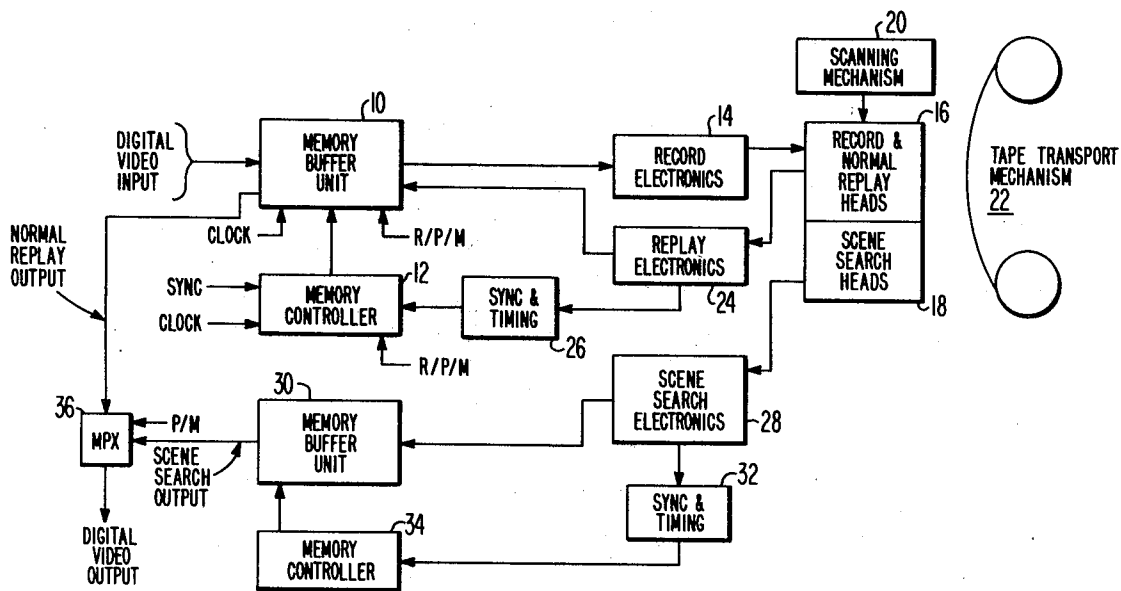 20
SCANNING
MECHANISM
10
DIGITAL
VIDEO
INPUT
MEMORY
BUFFER
UNIT
14
RECORD
ELECTRONICS
16
RECORD &
NORMAL
REPLAY
HEADS
TAPE TRANSPORT
MECHANISM
22
CLOCK
R/P/M
NORMAL
REPLAY
OUTPUT
REPLAY
ELECTRONICS
24
SCENE
SEARCH
HEADS
18
SYNC
CLOCK
12
MEMORY
CONTROLLER
SYNC &
TIMING
26
R/P/M
30
MEMORY
BUFFER
UNIT
SCENE
SEARCH
ELECTRONICS
28
36
MPX
P/M
SCENE
SEARCH
OUTPUT
32
SYNC &
TIMING
DIGITAL
VIDEO
OUTPUT
34
MEMORY
CONTROLLER